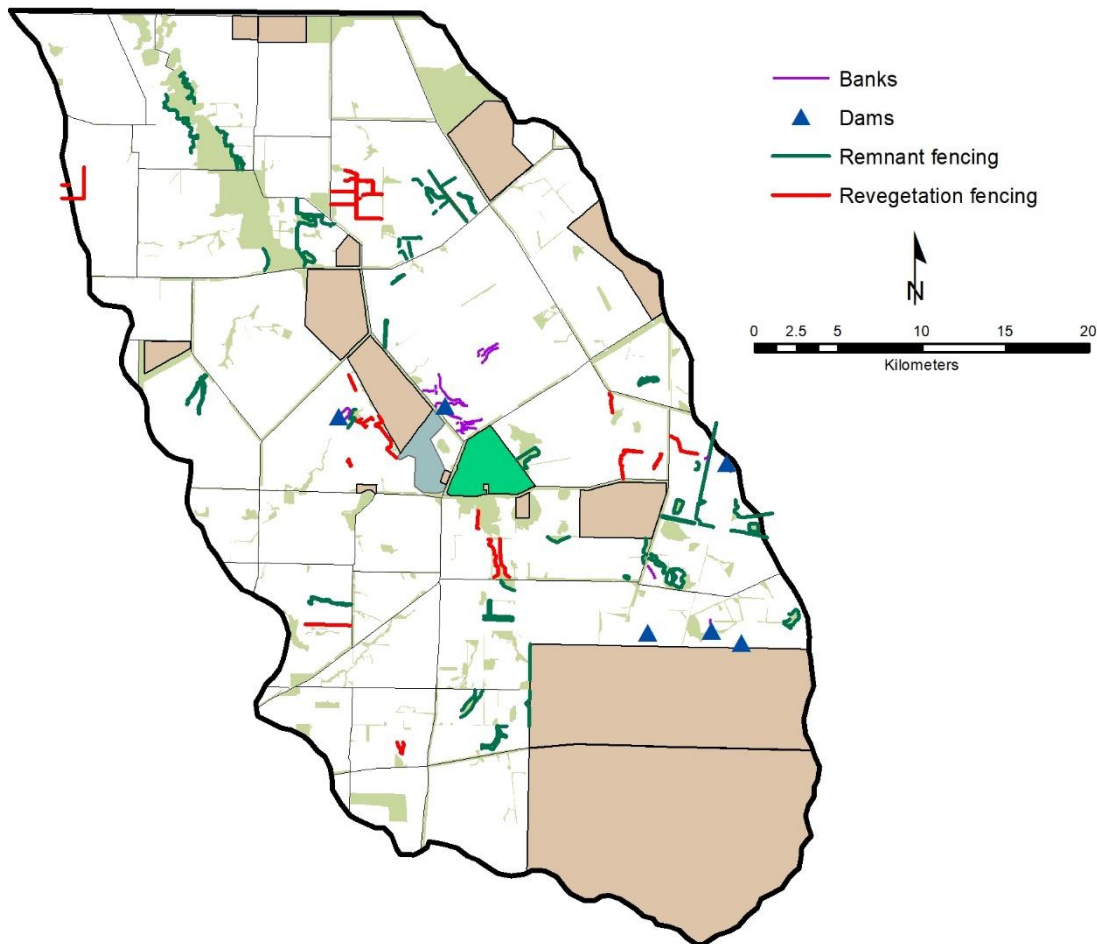 Banks
Dams
Remnant fencing
Revegetation fencing
N
0 2.5 5 10 15 20
Kilometers